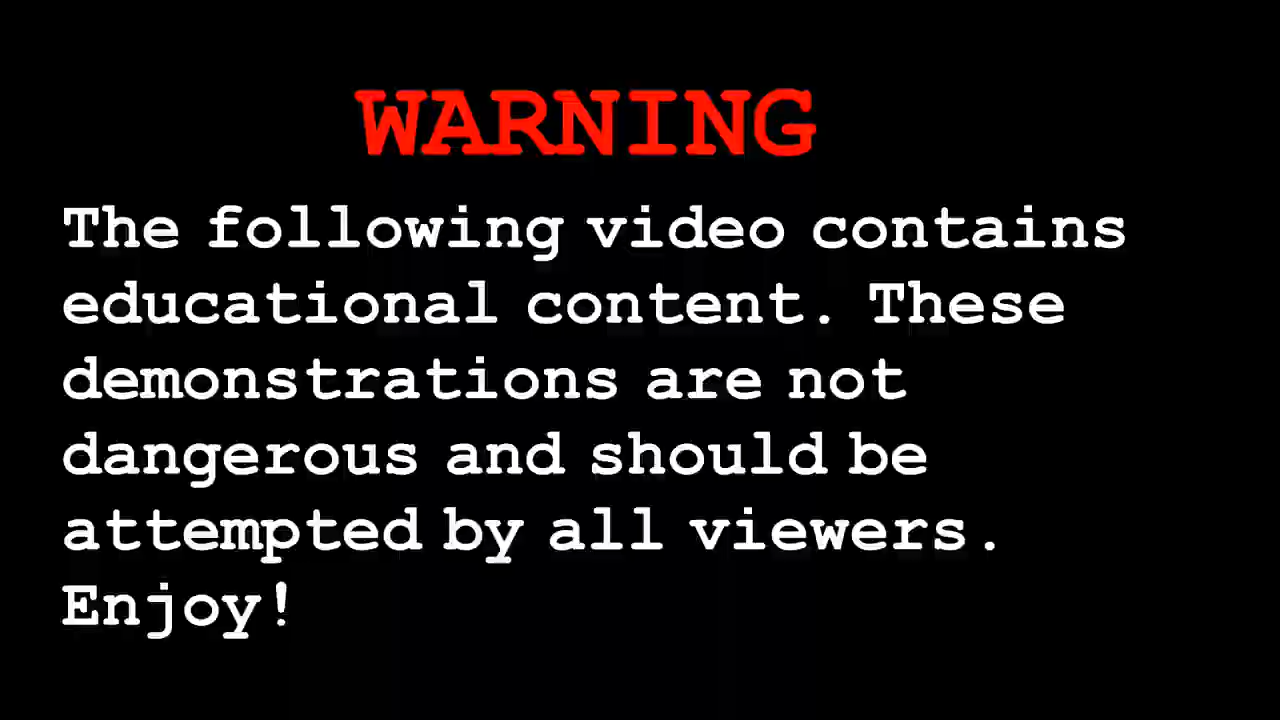 WARNING
The following video contains
educational content. These
demonstrations are not
dangerous and should be
attempted by all viewers.
Enjoy!